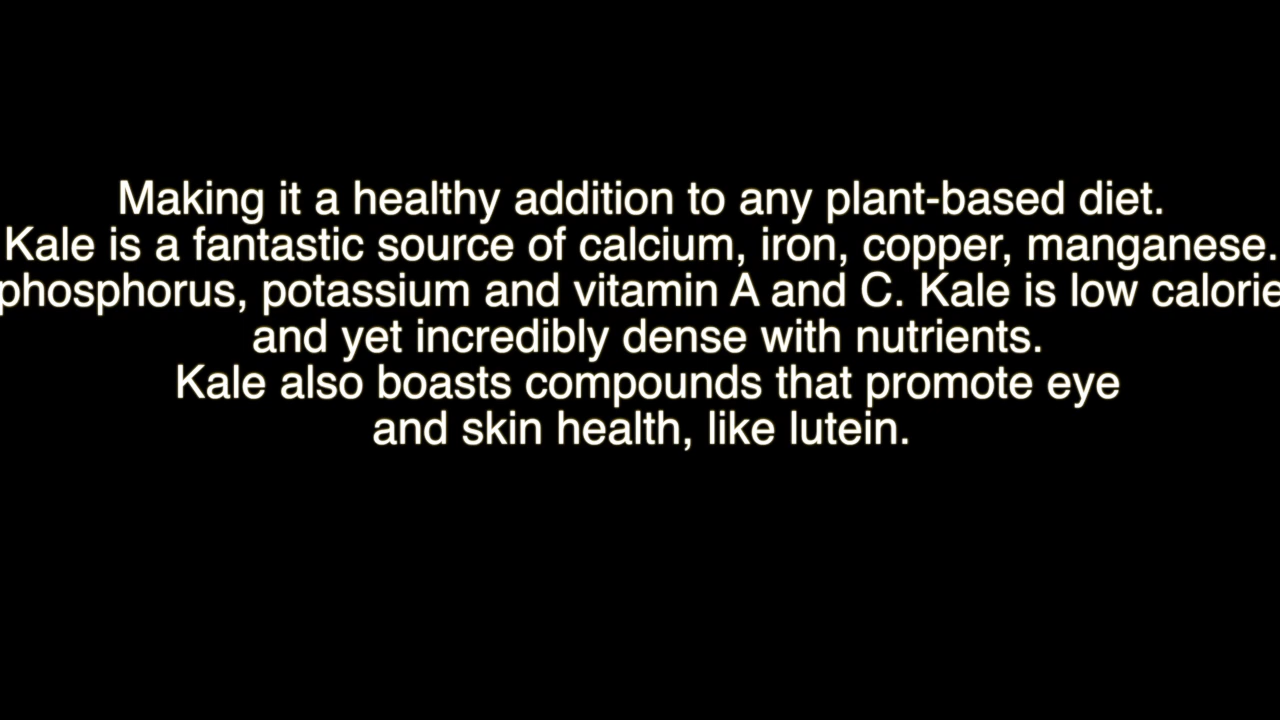 Making it a healthy addition to any plant-based diet.
Kale is a fantastic source of calcium, iron, copper, manganese.
phosphorus, potassium and vitamin A and C. Kale is low calorie
and yet incredibly dense with nutrients.
Kale also boasts compounds that promote eye
and skin health, like lutein.